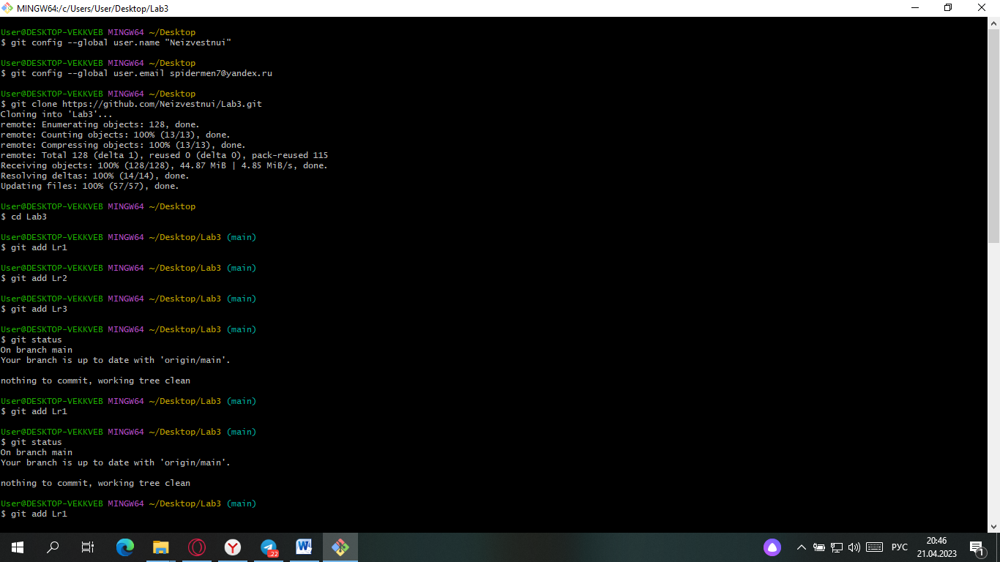 MINGW64:/c/Users/User/Desktop/Lab3
User@DESKTOP-VEKKVEB MINGW64 ~/Desktop
$ git config --global user.name "Neizvestnui"
User@DESKTOP-VEKKVEB MINGW64 ~/Desktop
$ git config --global user.email spidermen7@yandex.ru
User@DESKTOP-VEKKVEB MINGW64 ~/Desktop
$ git clone https://github.com/Neizvestnui/Lab3.git
Cloning into 'Lab3'...
remote: Enumerating objects: 128, done.
remote: Counting objects: 100% (13/13), done.
remote: Compressing objects: 100% (13/13), done.
remote: Total 128 (delta 1), reused 0 (delta 0), pack-reused 115
Receiving objects: 100% (128/128), 44.87 MiB | 4.85 MiB/s, done.
Resolving deltas: 100% (14/14), done.
Updating files: 100% (57/57), done.
User@DESKTOP-VEKKVEB MINGW64 ~/Desktop
$ cd Lab3
User@DESKTOP-VEKKVEB MINGW64 ~/Desktop/Lab3 (main)
$ git add Lr1
User@DESKTOP-VEKKVEB MINGW64 ~/Desktop/Lab3 (main)
$ git add Lr2
User@DESKTOP-VEKKVEB MINGW64 ~/Desktop/Lab3 (main)
$ git add Lr3
User@DESKTOP-VEKKVEB MINGW64 ~/Desktop/Lab3 (main)
$ git status
On branch main
Your branch is up to date with 'origin/main'.
nothing to commit, working tree clean
User@DESKTOP-VEKKVEB MINGW64 ~/Desktop/Lab3 (main)
$ git add Lr1
User@DESKTOP-VEKKVEB MINGW64 ~/Desktop/Lab3 (main)
$ git status
On branch main
Your branch is up to date with 'origin/main'.
nothing to commit, working tree clean
User@DESKTOP-VEKKVEB MINGW64 ~/Desktop/Lab3 (main)
$ git add Lr1
22
РУС
20:46
21.04.2023
1